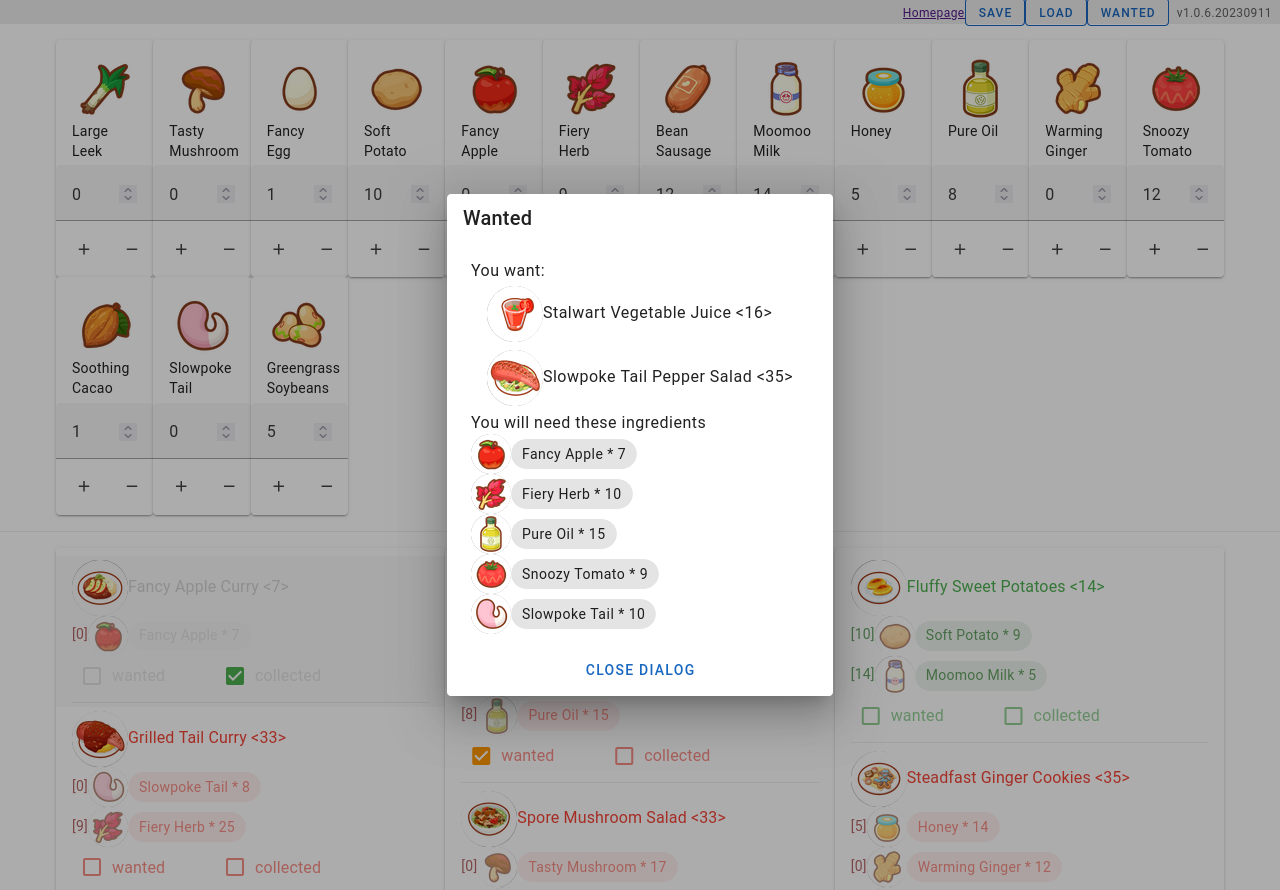 Homepage SAVE LOAD WANTED v1.0.6.20230911
Large Leek
Tasty Mushroom
Fancy Egg
Soft Potato
Fancy Apple
Fiery Herb
Bean Sausage
Moomoo Milk
Honey
Pure Oil
Warming Ginger
Snoozy Tomato
0 0 1 10 0 9 12 14 5 8 0 12
+ − + − + − + − + − + − + − + −
Soothing Cacao
Slowpoke Tail
Greengrass Soybeans
1 0 5
+ − + − + −
Wanted
You want:
Stalwart Vegetable Juice <16>
Slowpoke Tail Pepper Salad <35>
You will need these ingredients
Fancy Apple * 7
Fiery Herb * 10
Pure Oil * 15
Snoozy Tomato * 9
Slowpoke Tail * 10
CLOSE DIALOG
Fancy Apple Curry <7>
[0] Fancy Apple * 7
wanted collected
Grilled Tail Curry <33>
[0] Slowpoke Tail * 8
[9] Fiery Herb * 25
wanted collected
[8] Pure Oil * 15
wanted collected
Spore Mushroom Salad <33>
[0] Tasty Mushroom * 17
Fluffy Sweet Potatoes <14>
[10] Soft Potato * 9
[14] Moomoo Milk * 5
wanted collected
Steadfast Ginger Cookies <35>
[5] Honey * 14
[0] Warming Ginger * 12